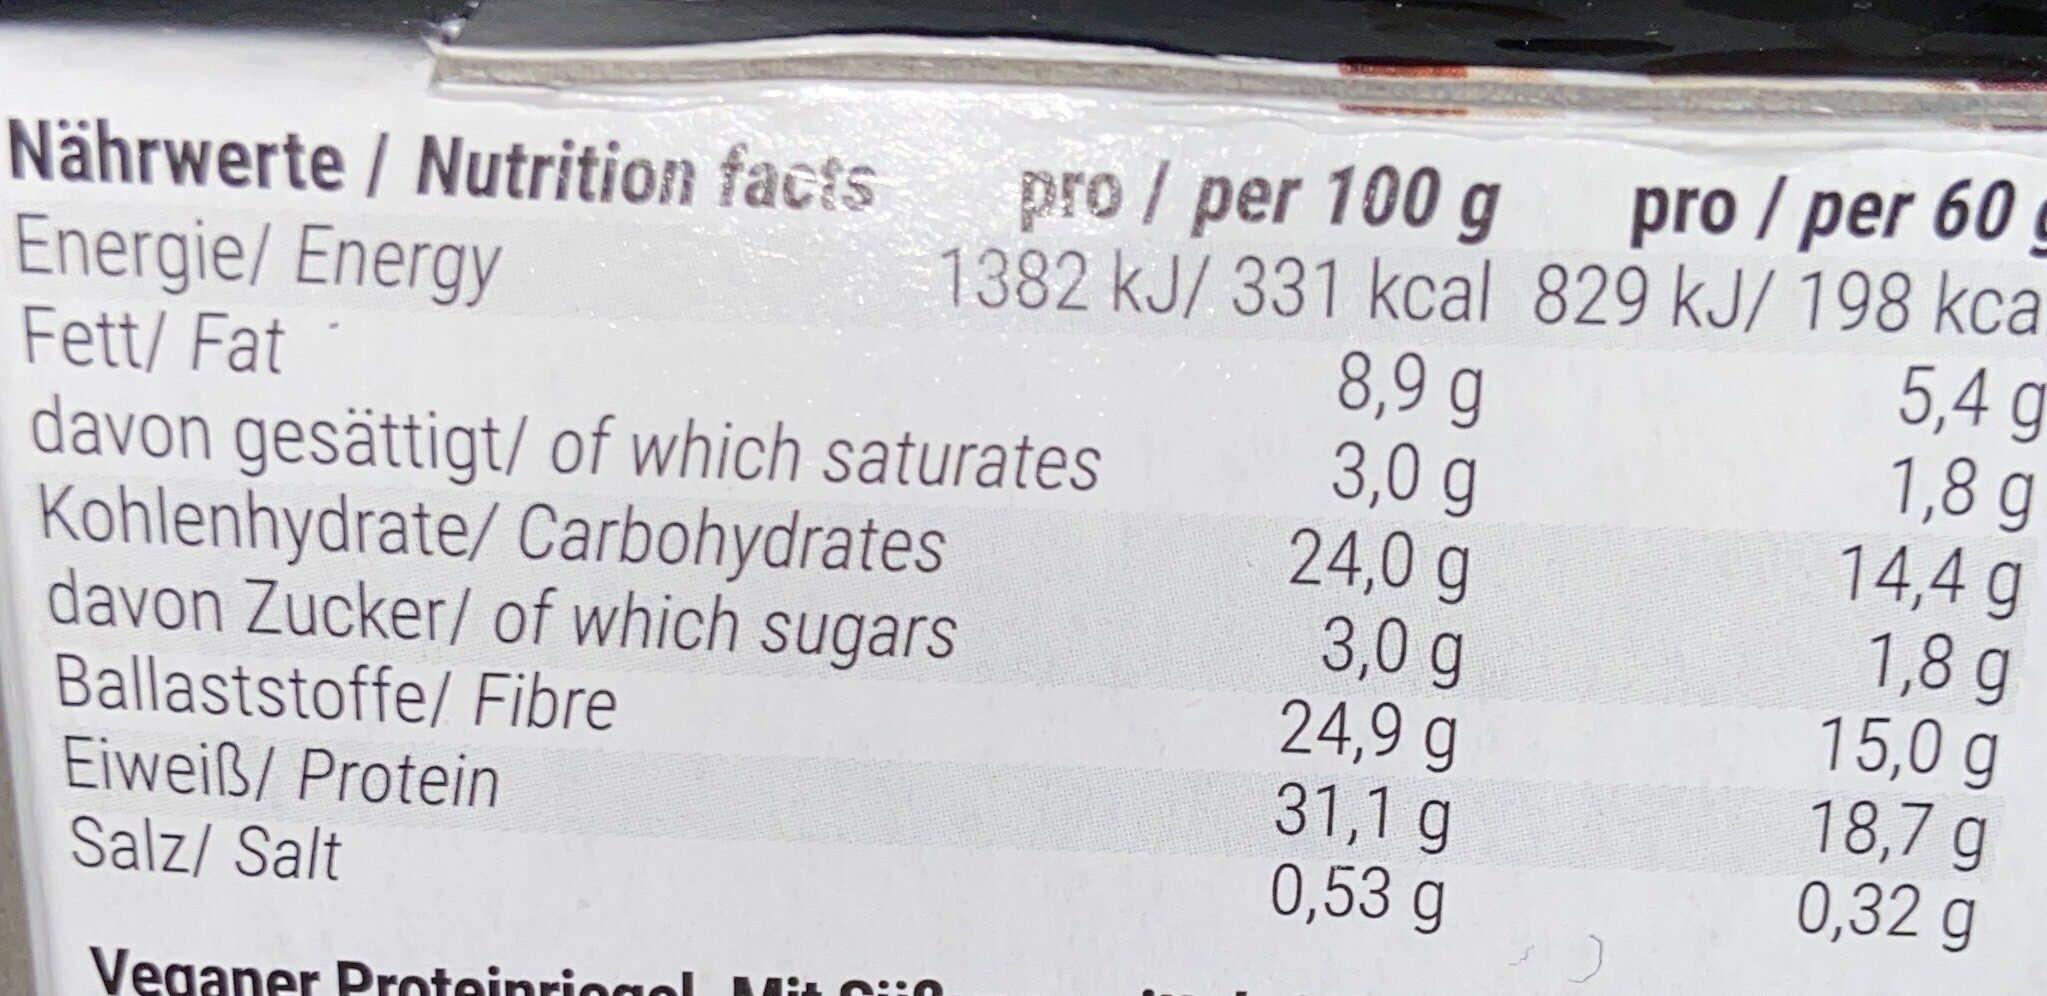 Nährwerte / Nutrition facts pro / per 100 g pro / per 60 g
Energie/ Energy 1382 kJ/ 331 kcal 829 kJ/ 198 kca
Fett/ Fat 8,9 g 5,4 g
davon gesättigt/ of which saturates 3,0 g 1,8 g
Kohlenhydrate/ Carbohydrates 24,0 g 14,4 g
davon Zucker/ of which sugars 3,0 g 1,8 g
Ballaststoffe/ Fibre 24,9 g 15,0 g
Eiweiß/ Protein 31,1 g 18,7 g
Salz/ Salt 0,53 g 0,32 g
Veganer Proteinriegel. Mit